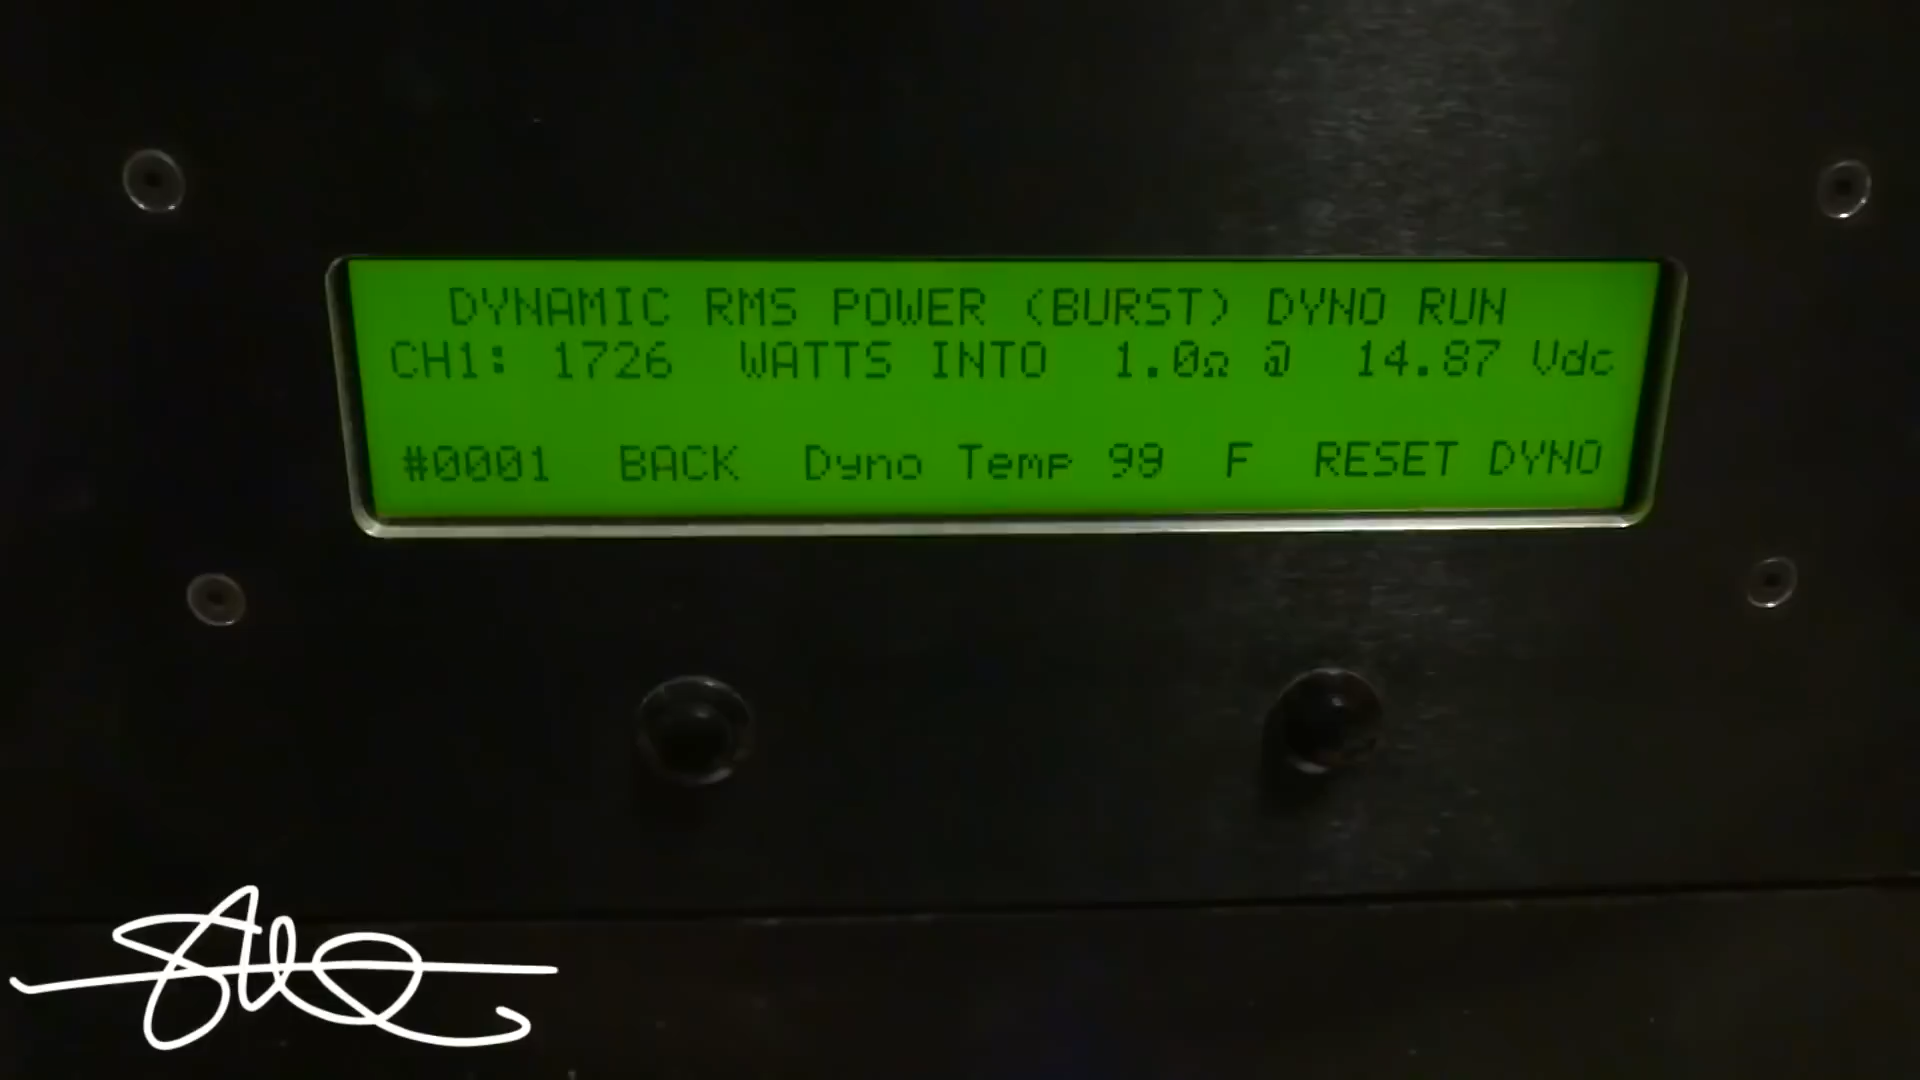 DYNAMIC RMS POWER (BURST) DYNO RUN
CH1: 1726 WATTS INTO 1.0Ω @ 14.87 Vdc
#0001 BACK Dyno Temp 99 F RESET DYNO